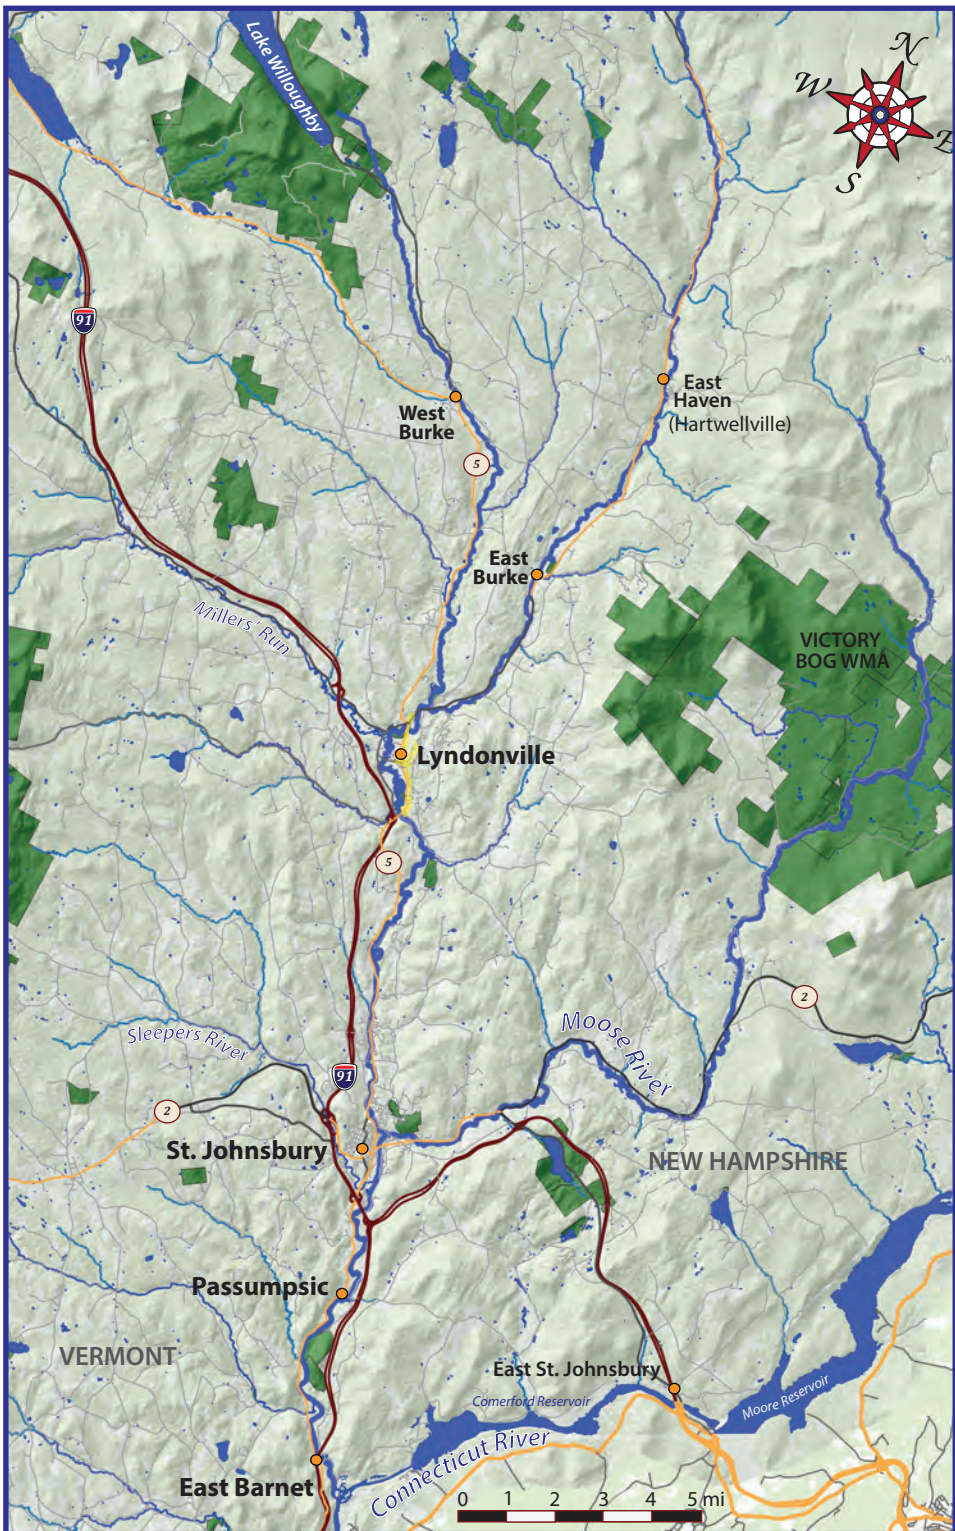 Lake Willoughby
N
W
E
S
91
East
Haven
(Hartwellville)
West
Burke
5
East
Burke
Millers' Run
VICTORY
BOG WMA
Lyndonville
5
2
Moose River
Sleepers River
91
2
St. Johnsbury
NEW HAMPSHIRE
Passumpsic
VERMONT
East St. Johnsbury
Comerford Reservoir
Moore Reservoir
Connecticut River
East Barnet
0 1 2 3 4 5 mi